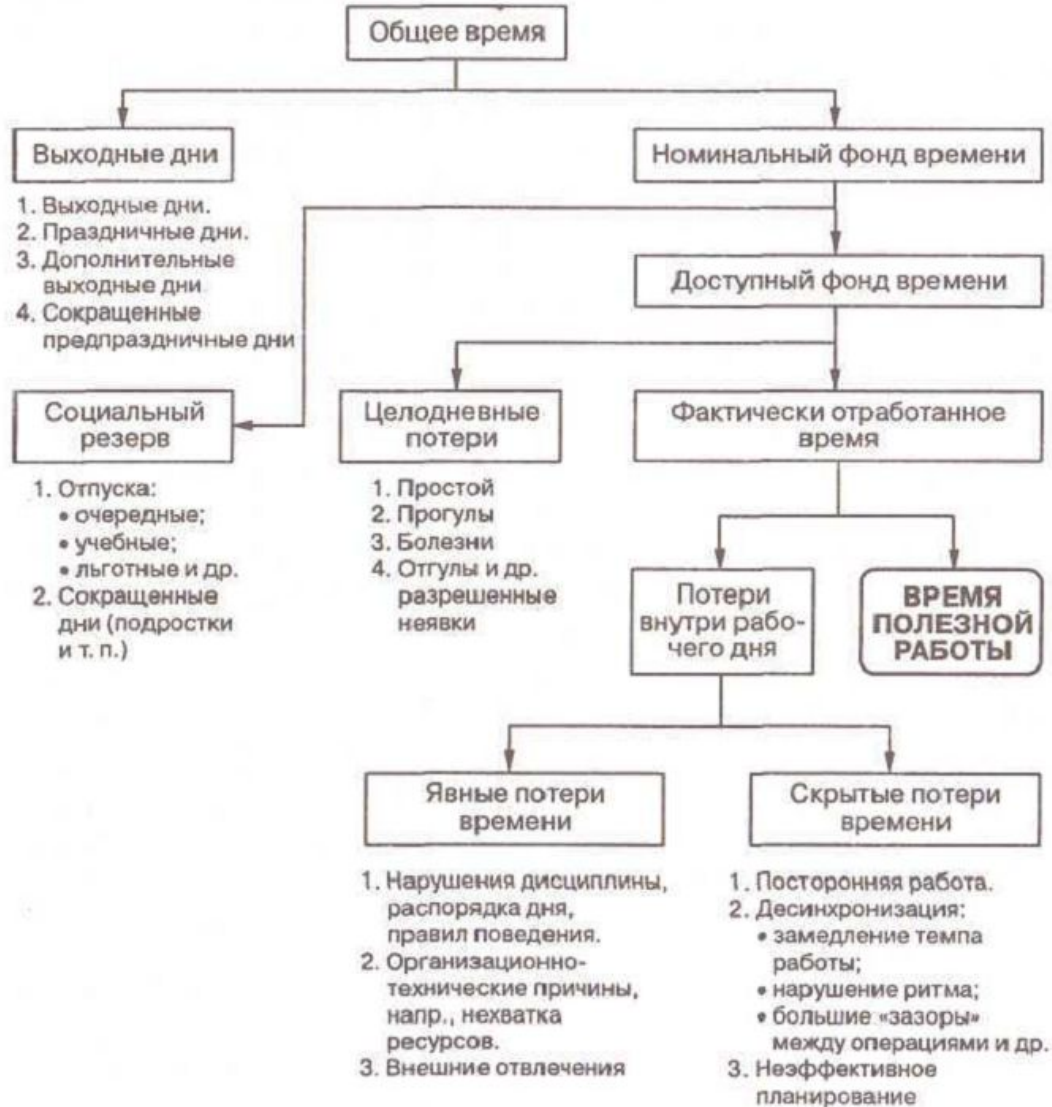 Общее время
Выходные дни
Номинальный фонд времени
1. Выходные дни.
2. Праздничные дни.
3. Дополнительные
выходные дни
4. Сокращенные
предпраздничные дни
Доступный фонд времени
Социальный
резерв
Целодневные
потери
Фактически отработанное
время
1. Отпуска:
• очередные;
• учебные;
• льготные и др.
2. Сокращенные
дни (подростки
и т. п.)
1. Простой
2. Прогулы
3. Болезни
4. Отгулы и др.
разрешенные
неявки
Потери
внутри рабо-
чего дня
ВРЕМЯ
ПОЛЕЗНОЙ
РАБОТЫ
Явные потери
времени
Скрытые потери
времени
1. Нарушения дисциплины,
распорядка дня,
правил поведения.
2. Организационно-
технические причины,
напр., нехватка
ресурсов.
3. Внешние отвлечения
1. Посторонняя работа.
2. Десинхронизация:
• замедление темпа
работы;
• нарушение ритма;
• большие «зазоры»
между операциями и др.
3. Неэффективное
планирование